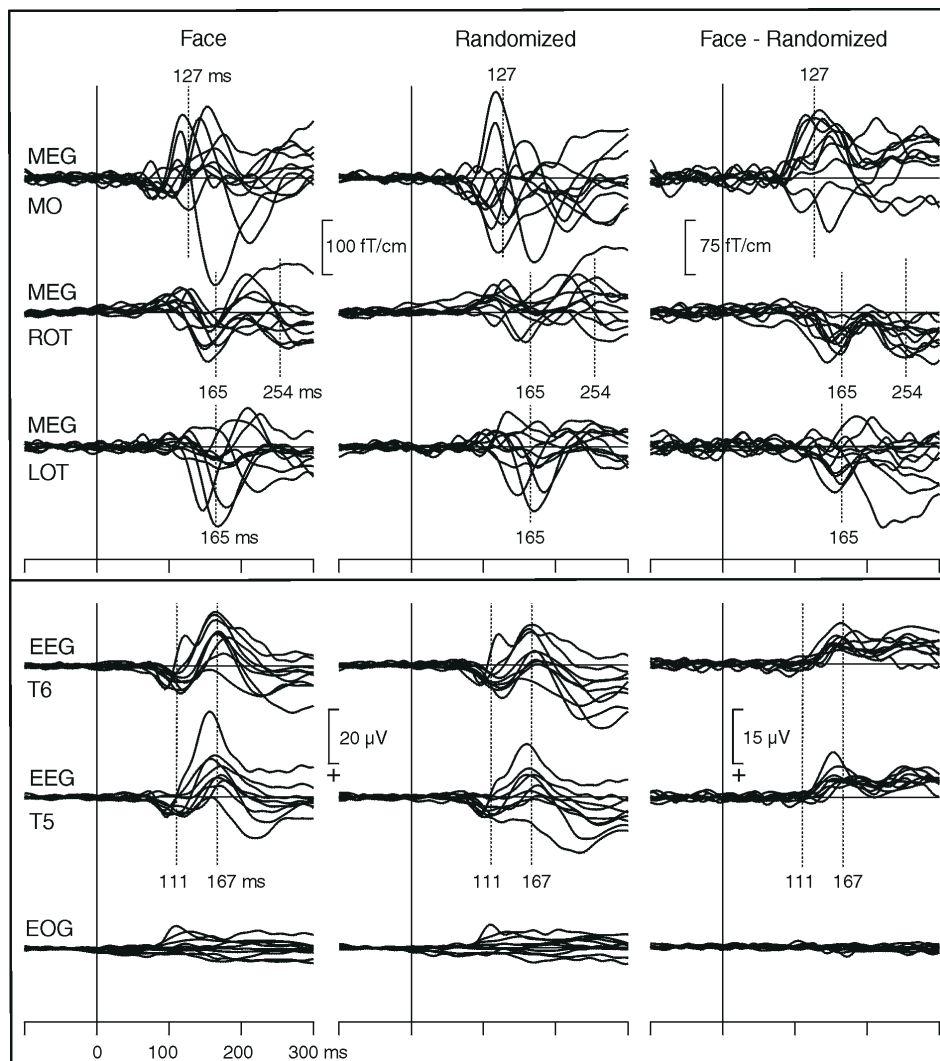 Face Randomized Face - Randomized
127 ms 127 127
MEG
MO
100 fT/cm 75 fT/cm
MEG
ROT
165 254 ms 165 254 165 254
MEG
LOT
165 ms 165 165
EEG
T6
20 µV 15 µV
+ +
EEG
T5
111 167 ms 111 167 111 167
EOG
0 100 200 300 ms